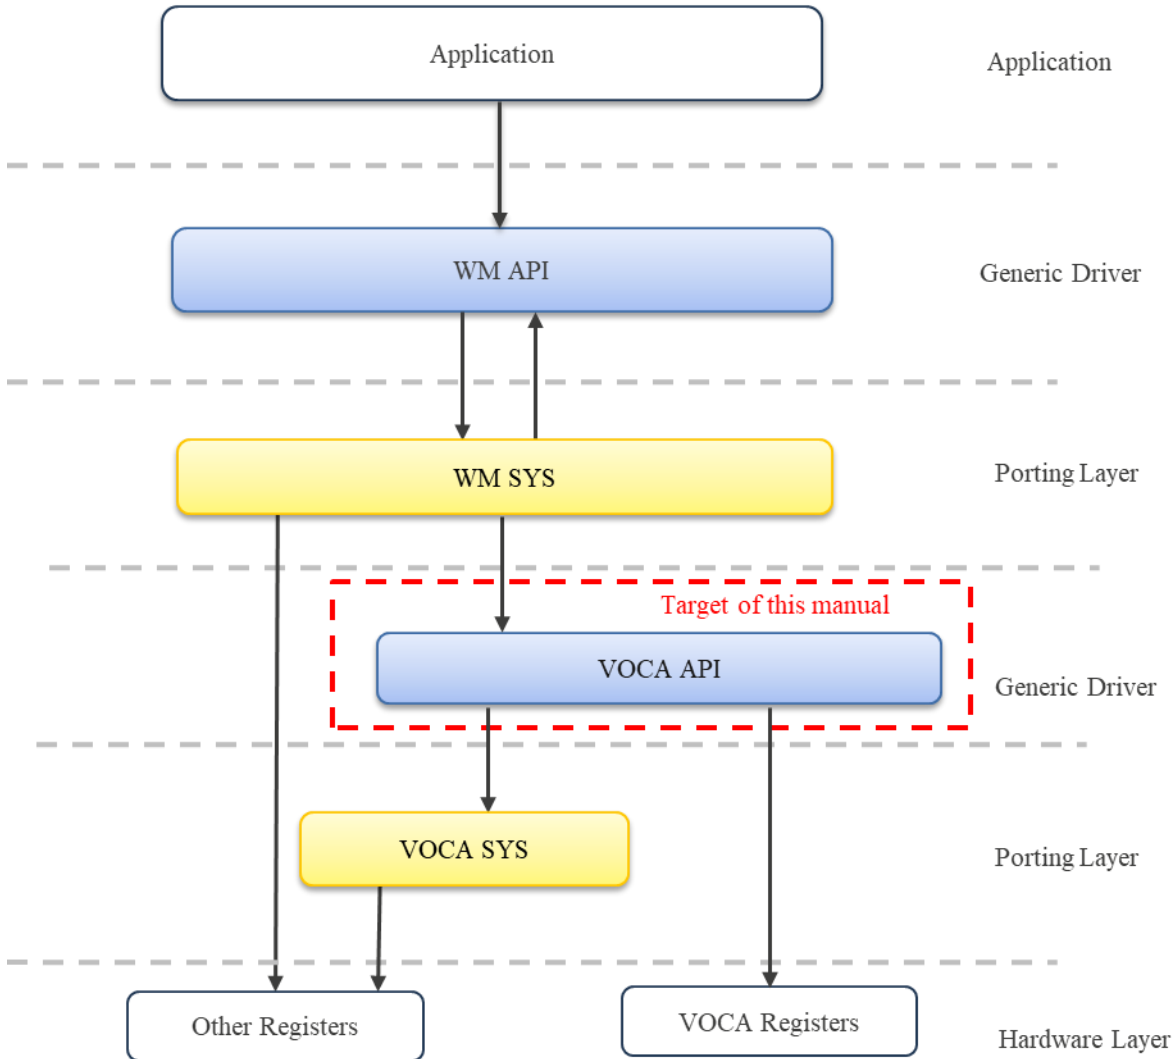 Application
Application
WM API
Generic Driver
WM SYS
Porting Layer
Target of this manual
VOCA API
Generic Driver
VOCA SYS
Porting Layer
Other Registers
VOCA Registers
Hardware Layer